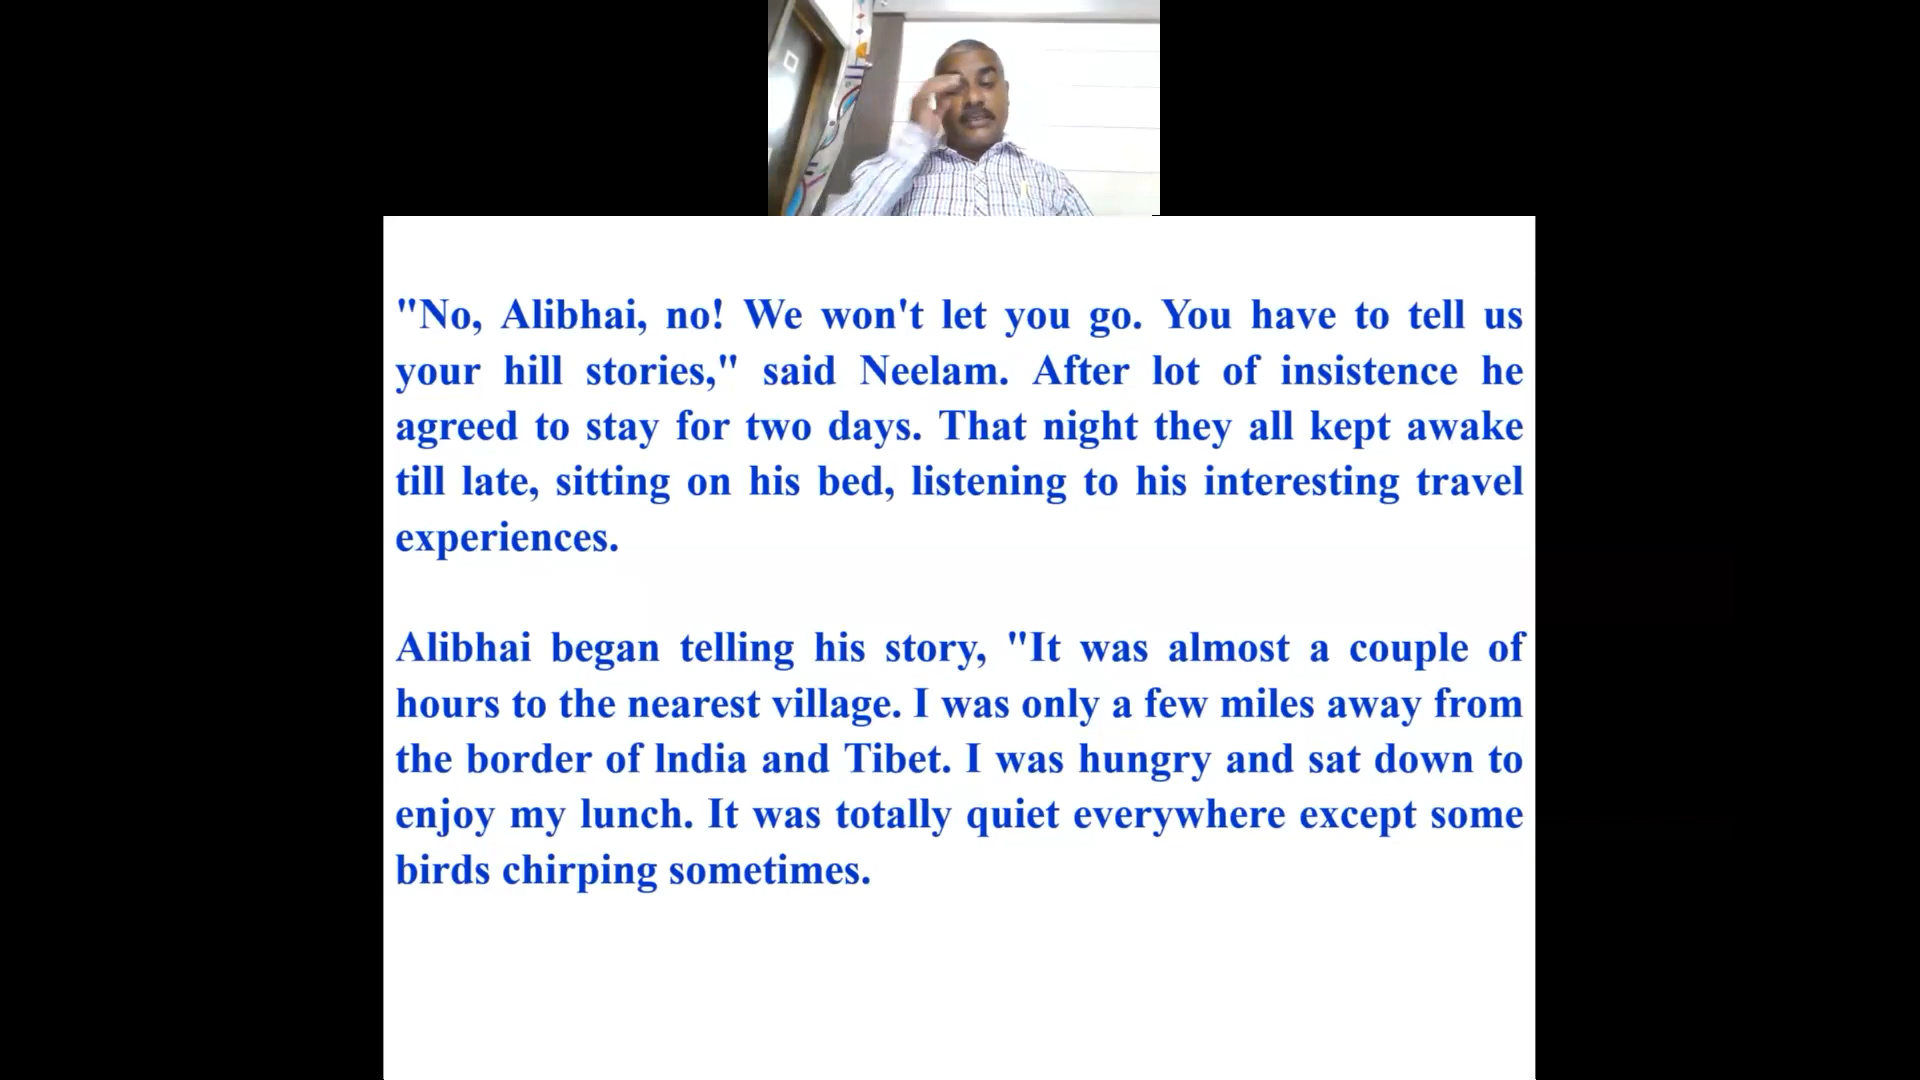 "No, Alibhai, no! We won't let you go. You have to tell us
your hill stories," said Neelam. After lot of insistence he
agreed to stay for two days. That night they all kept awake
till late, sitting on his bed, listening to his interesting travel
experiences.
Alibhai began telling his story, "It was almost a couple of
hours to the nearest village. I was only a few miles away from
the border of lndia and Tibet. I was hungry and sat down to
enjoy my lunch. It was totally quiet everywhere except some
birds chirping sometimes.